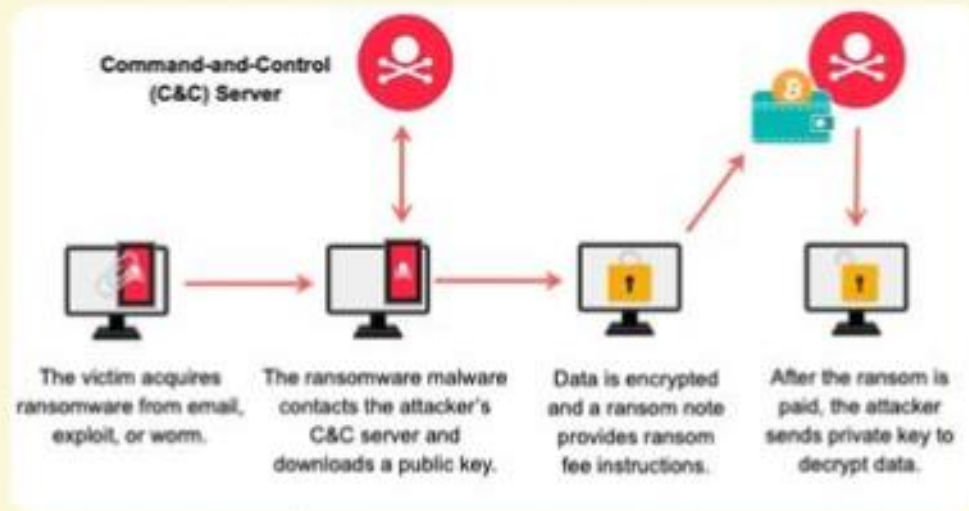 Command-and-Control
(C&C) Server
The victim acquires
ransomware from email,
exploit, or worm.
The ransomware malware
contacts the attacker's
C&C server and
downloads a public key.
Data is encrypted
and a ransom note
provides ransom
fee instructions.
After the ransom is
paid, the attacker
sends private key to
decrypt data.